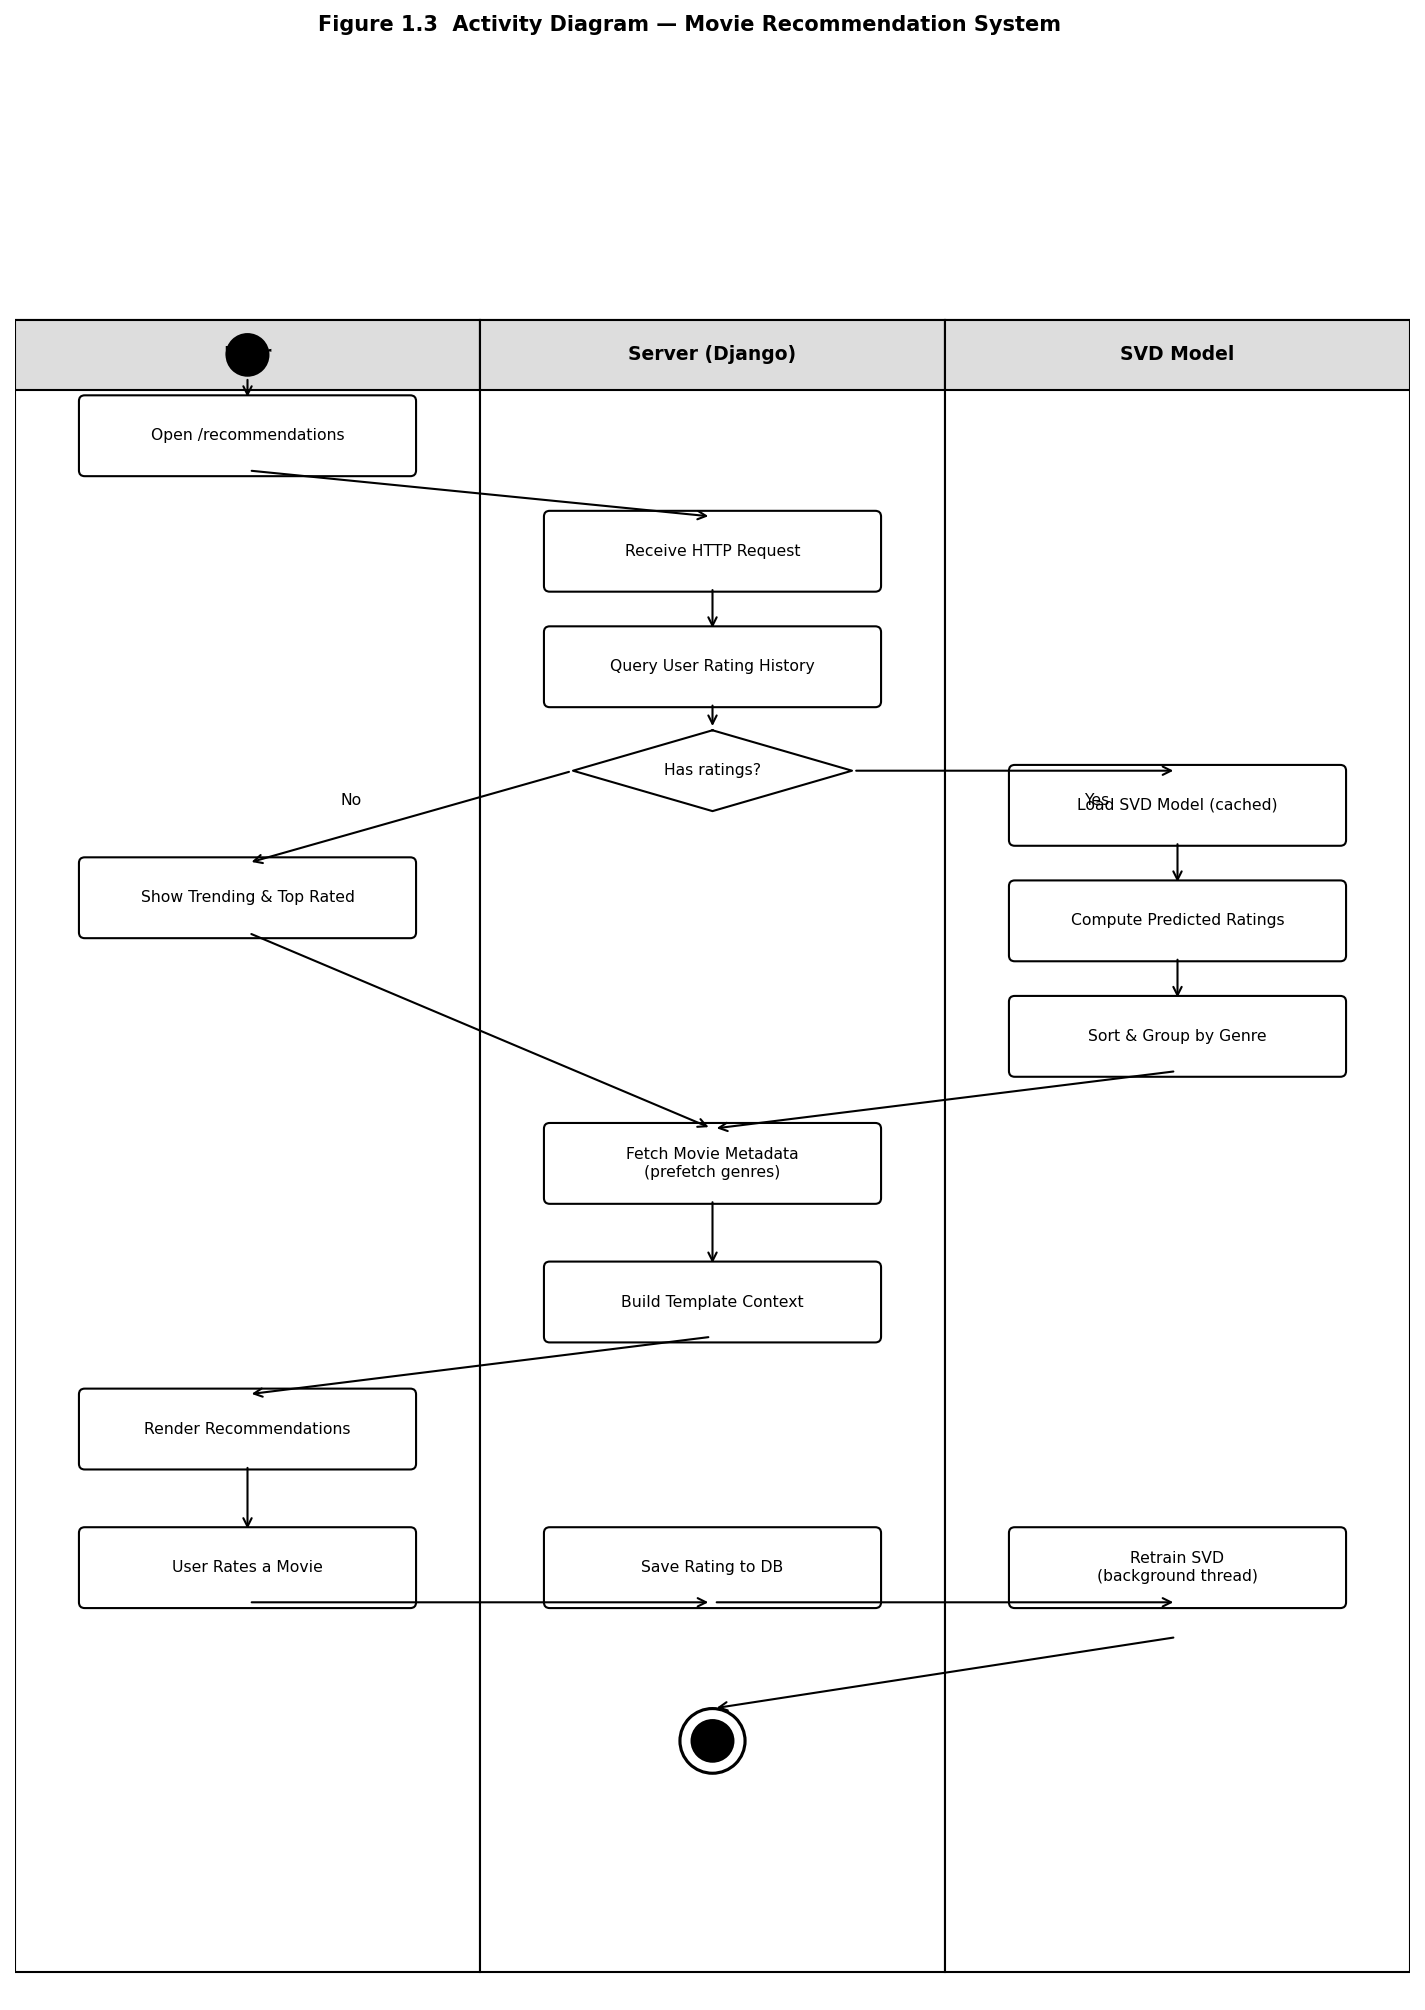 Figure 1.3  Activity Diagram — Movie Recommendation System
Server (Django)
SVD Model
Open /recommendations
Receive HTTP Request
Query User Rating History
Has ratings?
No
Yes
Load SVD Model (cached)
Show Trending & Top Rated
Compute Predicted Ratings
Sort & Group by Genre
Fetch Movie Metadata
(prefetch genres)
Build Template Context
Render Recommendations
User Rates a Movie
Save Rating to DB
Retrain SVD
(background thread)